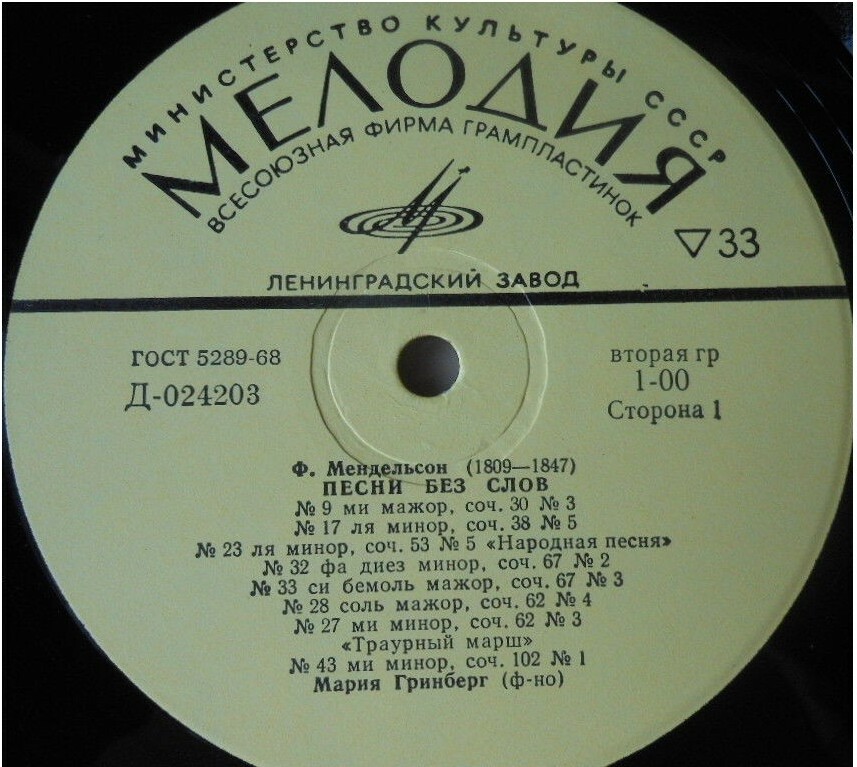 МИНИСТЕРСТВО КУЛЬТУРЫ СССР
МЕЛОДИЯ
ВСЕСОЮЗНАЯ ФИРМА ГРАМПЛАСТИНОК
▽33
ЛЕНИНГРАДСКИЙ ЗАВОД
ГОСТ 5289-68
Д-024203
вторая гр
1-00
Сторона 1
Ф. Мендельсон (1809—1847)
ПЕСНИ БЕЗ СЛОВ
№ 9 ми мажор, соч. 30 № 3
№ 17 ля минор, соч. 38 № 5
№ 23 ля минор, соч. 53 № 5 «Народная песня»
№ 32 фа диез минор, соч. 67 № 2
№ 33 си бемоль мажор, соч. 67 № 3
№ 28 соль мажор, соч. 62 № 4
№ 27 ми минор, соч. 62 № 3
«Траурный марш»
№ 43 ми минор, соч. 102 № 1
Мария Гринберг (ф-но)